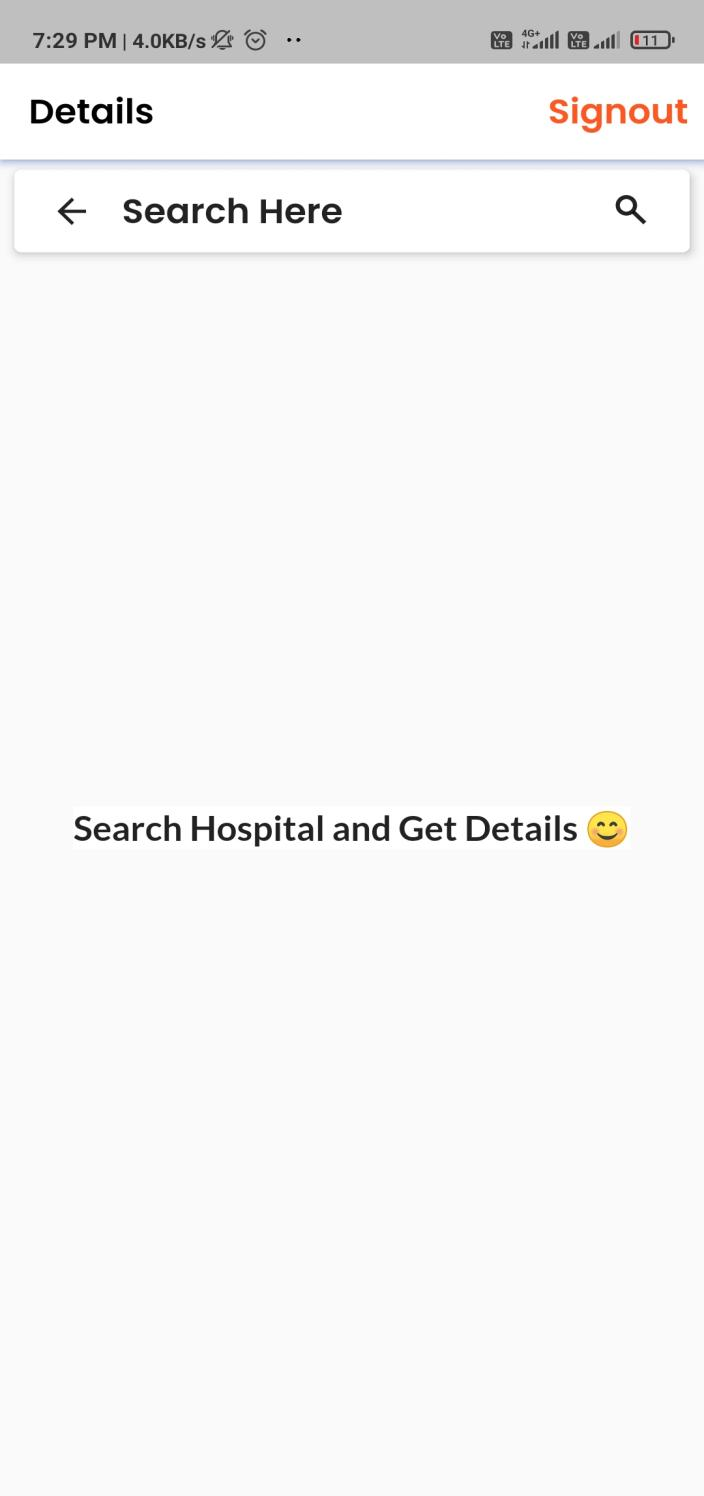 7:29 PM | 4.0KB/s Vo LTE 4G+ Vo LTE 11
Details Signout
Search Here
Search Hospital and Get Details 😊